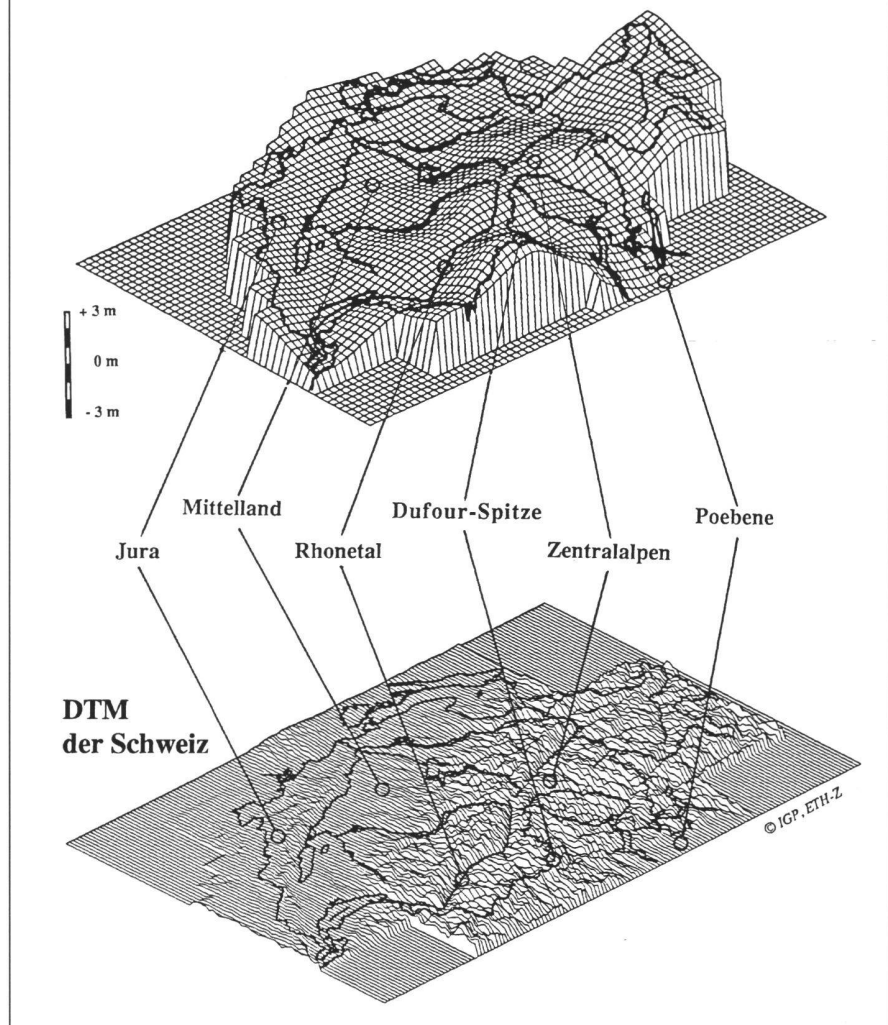 + 3 m
0 m
- 3 m
Mittelland
Dufour-Spitze
Poebene
Jura
Rhonetal
Zentralalpen
DTM
der Schweiz
© IGP, ETH-Z